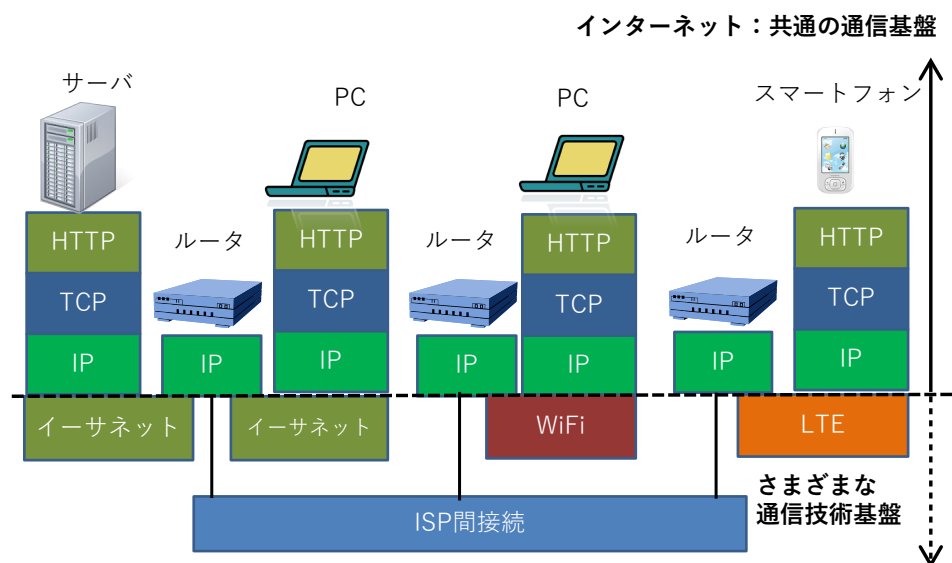 インターネット：共通の通信基盤
サーバ
PC
PC
スマートフォン
HTTP
ルータ
HTTP
ルータ
HTTP
ルータ
HTTP
TCP
TCP
TCP
TCP
IP
IP
IP
IP
IP
IP
IP
イーサネット
イーサネット
WiFi
LTE
さまざまな
通信技術基盤
ISP間接続